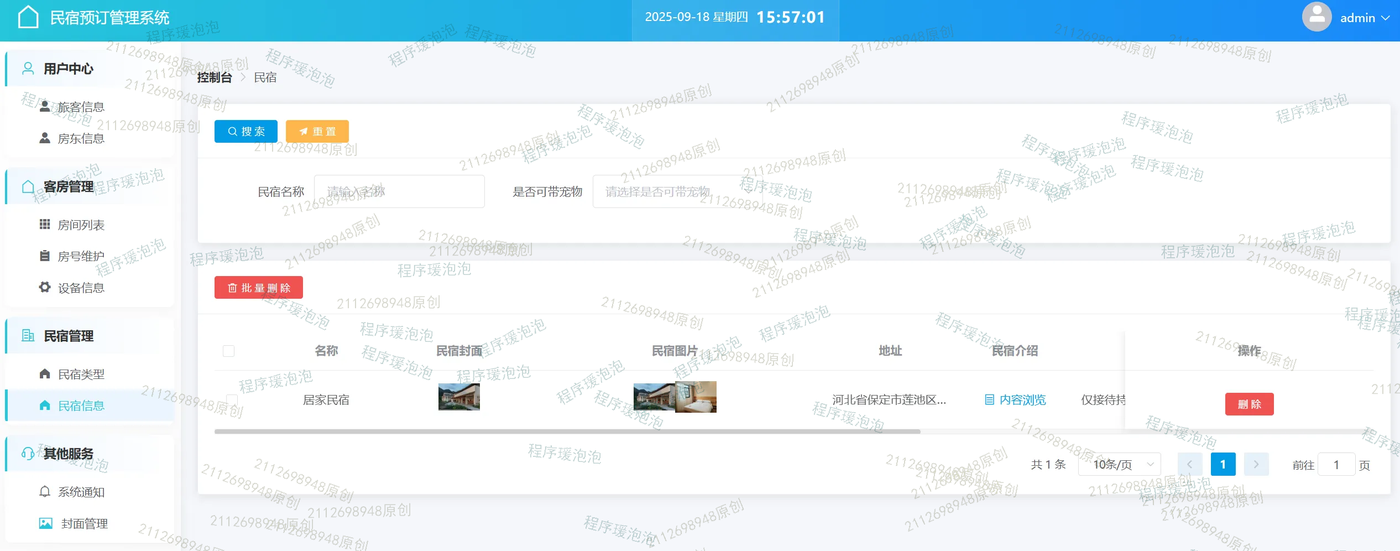 民宿预订管理系统
2025-09-18 星期四 15:57:01
admin
用户中心
旅客信息
房东信息
客房管理
房间列表
房号维护
设备信息
民宿管理
民宿类型
民宿信息
其他服务
系统通知
封面管理
控制台 > 民宿
搜索 重置
民宿名称 请输入名称 是否可带宠物 请选择是否可带宠物
批量删除
名称 民宿封面 民宿图片 地址 民宿介绍 操作
居家民宿 河北省保定市莲池区... 内容浏览 仅接待持 删除
共 1 条 10条/页 1 前往 1 页
程序瑗泡泡
2112698948原创